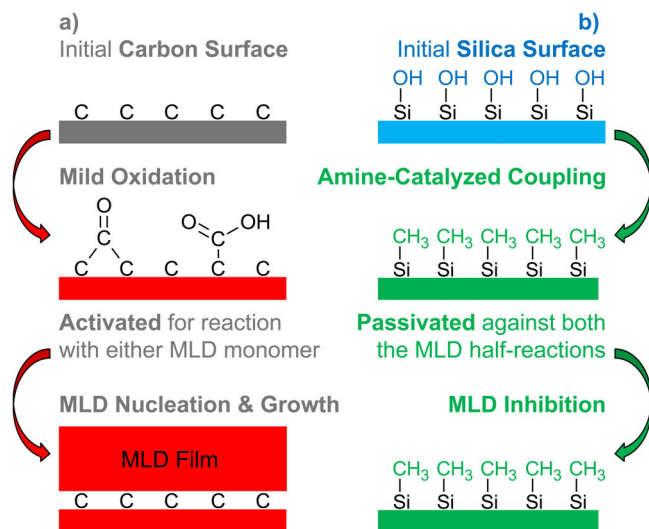 a)
Initial Carbon Surface
C C C C C
Mild Oxidation
O
C
O OH
C
C C C C C
Activated for reaction
with either MLD monomer
MLD Nucleation & Growth
MLD Film
C C C C C
b)
Initial Silica Surface
OH OH OH OH OH
Si Si Si Si Si
Amine-Catalyzed Coupling
CH3 CH3 CH3 CH3 CH3
Si Si Si Si Si
Passivated against both
the MLD half-reactions
MLD Inhibition
CH3 CH3 CH3 CH3 CH3
Si Si Si Si Si